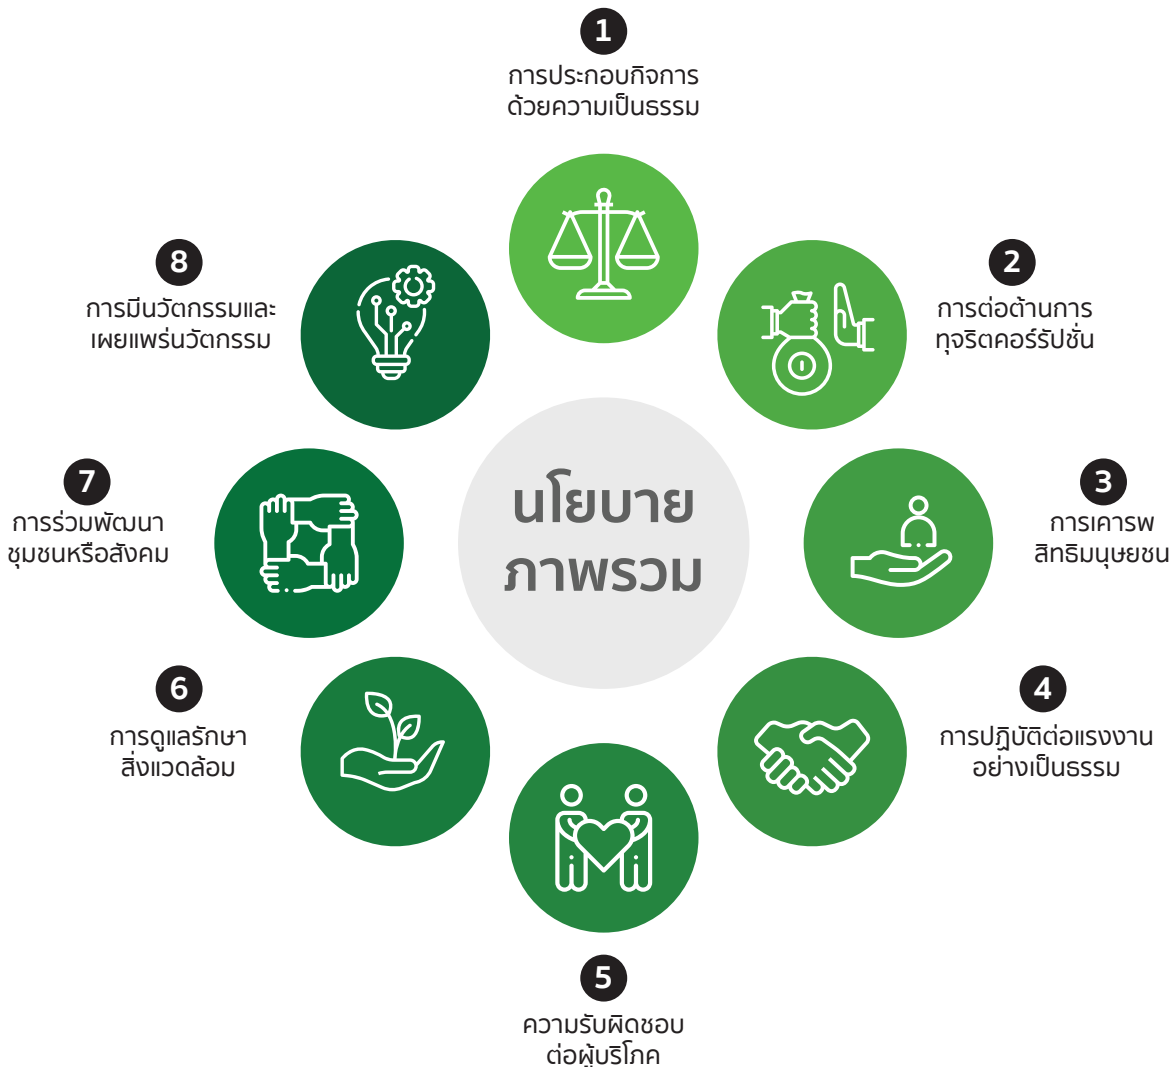 1
การประกอบกิจการ
ด้วยความเป็นธรรม
2
การต่อต้านการ
ทุจริตคอร์รัปชั่น
3
การเคารพ
สิทธิมนุษยชน
4
การปฏิบัติต่อแรงงาน
อย่างเป็นธรรม
5
ความรับผิดชอบ
ต่อผู้บริโภค
6
การดูแลรักษา
สิ่งแวดล้อม
7
การร่วมพัฒนา
ชุมชนหรือสังคม
8
การมีนวัตกรรมและ
เผยแพร่นวัตกรรม
นโยบาย
ภาพรวม